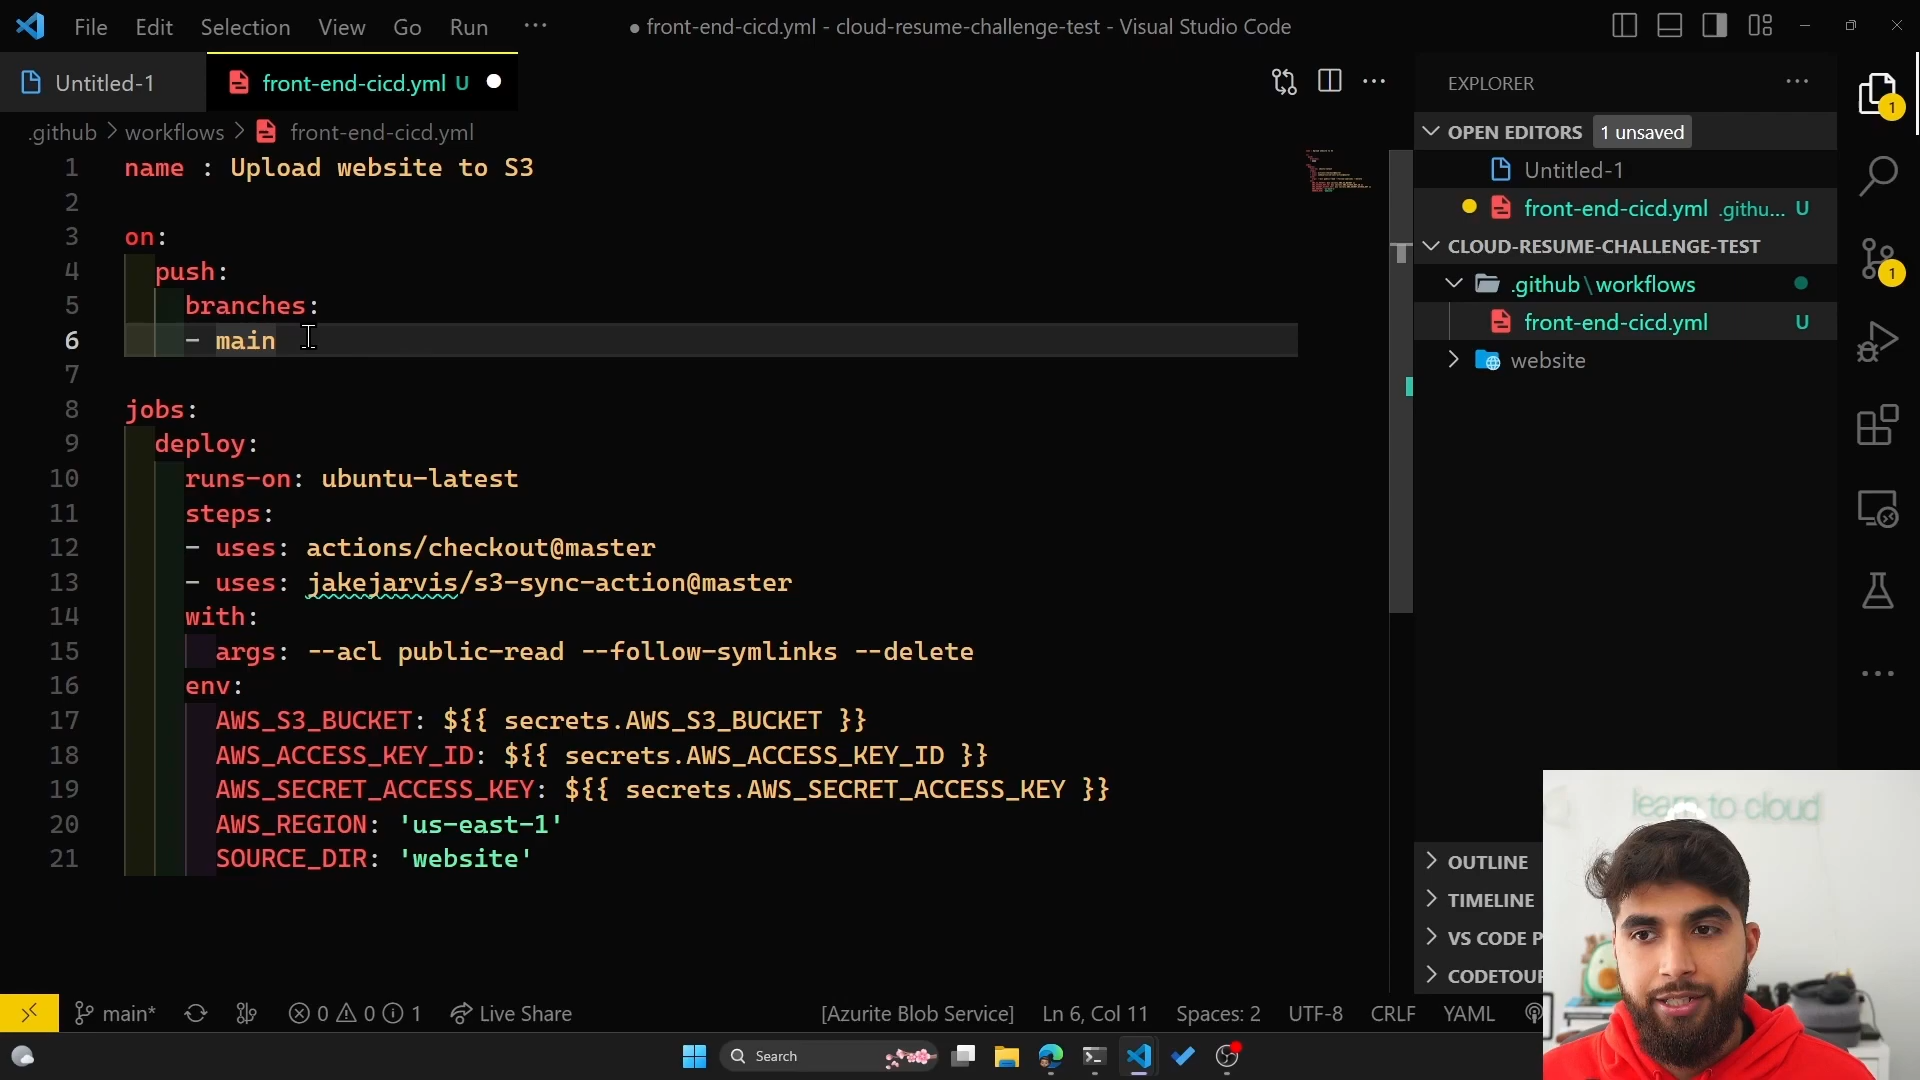 File Edit Selection View Go Run ··· ● front-end-cicd.yml - cloud-resume-challenge-test - Visual Studio Code
Untitled-1 front-end-cicd.yml U
.github > workflows > front-end-cicd.yml
1 name : Upload website to S3
2
3 on:
4 push:
5 branches:
6 - main
7
8 jobs:
9 deploy:
10 runs-on: ubuntu-latest
11 steps:
12 - uses: actions/checkout@master
13 - uses: jakejarvis/s3-sync-action@master
14 with:
15 args: --acl public-read --follow-symlinks --delete
16 env:
17 AWS_S3_BUCKET: ${{ secrets.AWS_S3_BUCKET }}
18 AWS_ACCESS_KEY_ID: ${{ secrets.AWS_ACCESS_KEY_ID }}
19 AWS_SECRET_ACCESS_KEY: ${{ secrets.AWS_SECRET_ACCESS_KEY }}
20 AWS_REGION: 'us-east-1'
21 SOURCE_DIR: 'website'
EXPLORER
OPEN EDITORS 1 unsaved
Untitled-1
front-end-cicd.yml .githu... U
CLOUD-RESUME-CHALLENGE-TEST
.github\workflows
front-end-cicd.yml U
website
OUTLINE
TIMELINE
VS CODE P
CODETOUR
1
1
learn to cloud
main* 0 0 1 Live Share [Azurite Blob Service] Ln 6, Col 11 Spaces: 2 UTF-8 CRLF YAML
Search